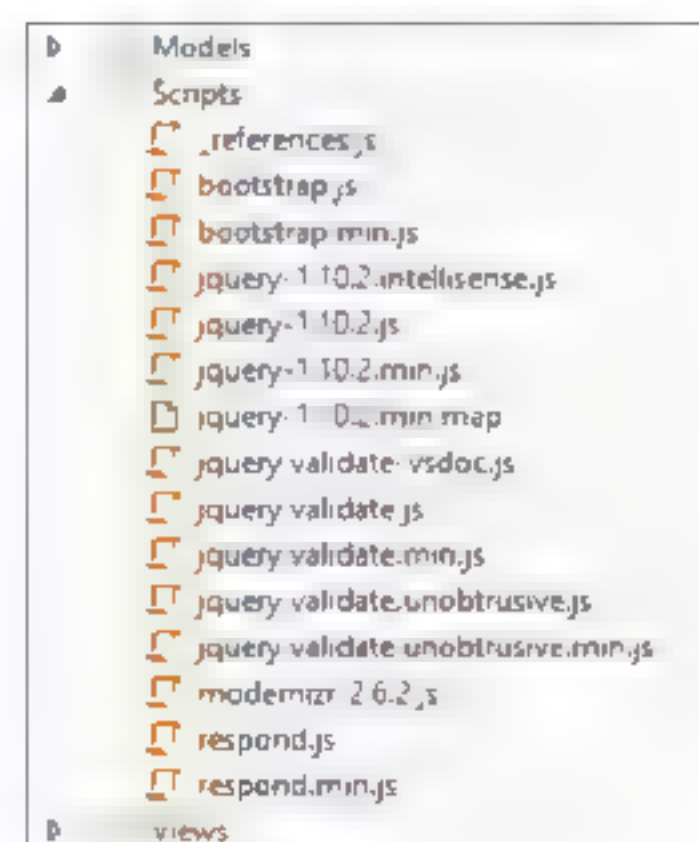 Models
Scripts
_references.js
bootstrap.js
bootstrap.min.js
jquery-1.10.2.intellisense.js
jquery-1.10.2.js
jquery-1.10.2.min.js
jquery-1.10.2.min.map
jquery.validate-vsdoc.js
jquery.validate.js
jquery.validate.min.js
jquery.validate.unobtrusive.js
jquery.validate.unobtrusive.min.js
modernizr-2.6.2.js
respond.js
respond.min.js
Views